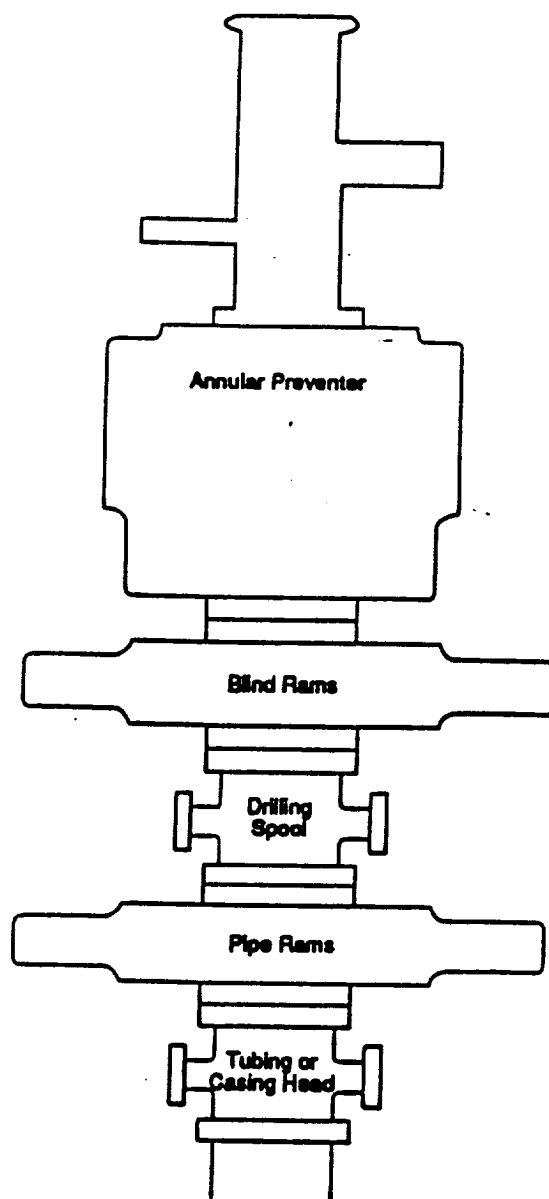 Annular Preventer
Blind Rams
Drilling
Spool
Pipe Rams
Tubing or
Casing Head